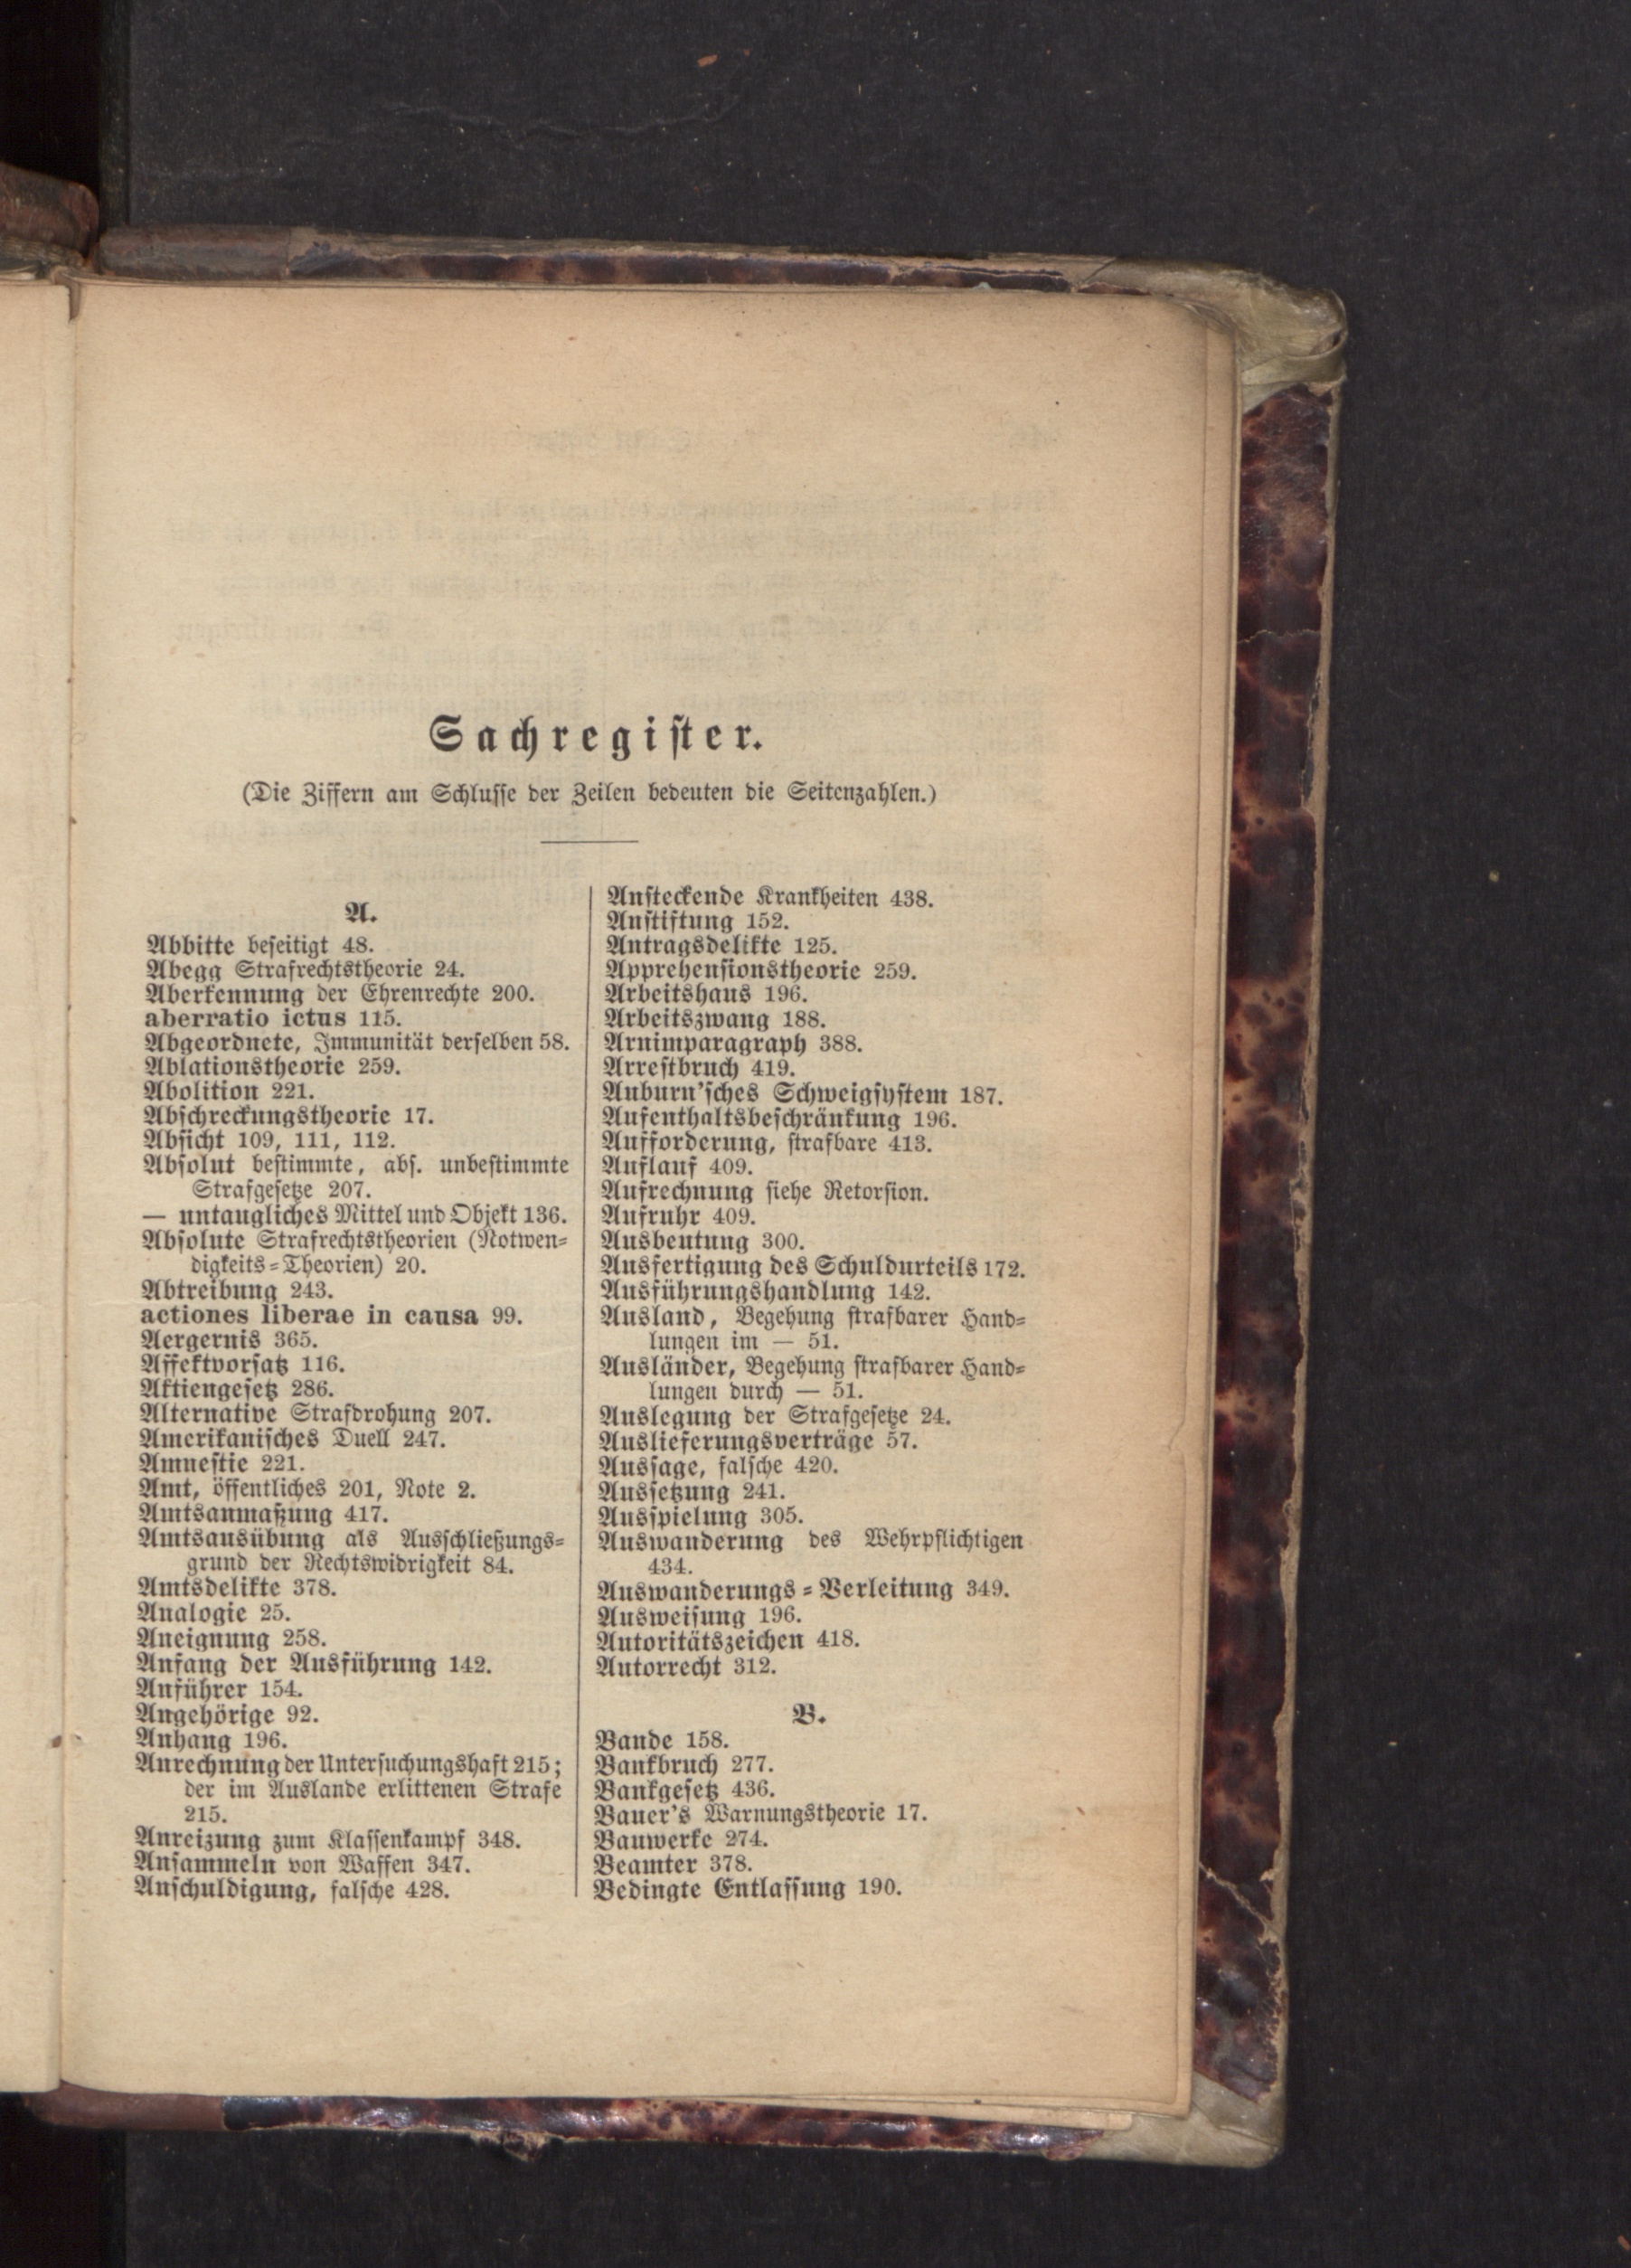 Sachregister.
(Die Ziffern am Schlusse der Zeilen bedeuten die Seitenzahlen.)
A.
Abbitte beseitigt 48.
Abegg Strafrechtstheorie 24.
Aberkennung der Ehrenrechte 200.
aberratio ictus 115.
Abgeordnete, Immunität derselben 58.
Ablationstheorie 259.
Abolition 221.
Abschreckungstheorie 17.
Absicht 109, 111, 112.
Absolut bestimmte, abs. unbestimmte
Strafgesetze 207.
— untaugliches Mittel und Objekt 136.
Absolute Strafrechtstheorien (Notwen-
digkeits-Theorien) 20.
Abtreibung 243.
actiones liberae in causa 99.
Aergernis 365.
Affektvorsatz 116.
Aktiengesetz 286.
Alternative Strafdrohung 207.
Amerikanisches Duell 247.
Amnestie 221.
Amt, öffentliches 201, Note 2.
Amtsanmaßung 417.
Amtsausübung als Ausschließungs-
grund der Rechtswidrigkeit 84.
Amtsdelikte 378.
Analogie 25.
Aneignung 258.
Anfang der Ausführung 142.
Anführer 154.
Angehörige 92.
Anhang 196.
Anrechnung der Untersuchungshaft 215;
der im Auslande erlittenen Strafe
215.
Anreizung zum Klassenkampf 348.
Ansammeln von Waffen 347.
Anschuldigung, falsche 428.
Ansteckende Krankheiten 438.
Anstiftung 152.
Antragsdelikte 125.
Apprehensionstheorie 259.
Arbeitshaus 196.
Arbeitszwang 188.
Arnimparagraph 388.
Arrestbruch 419.
Auburn'sches Schweigsystem 187.
Aufenthaltsbeschränkung 196.
Aufforderung, strafbare 413.
Auflauf 409.
Aufrechnung siehe Retorsion.
Aufruhr 409.
Ausbeutung 300.
Ausfertigung des Schuldurteils 172.
Ausführungshandlung 142.
Ausland, Begehung strafbarer Hand-
lungen im — 51.
Ausländer, Begehung strafbarer Hand-
lungen durch — 51.
Auslegung der Strafgesetze 24.
Auslieferungsverträge 57.
Aussage, falsche 420.
Aussetzung 241.
Ausspielung 305.
Auswanderung des Wehrpflichtigen
434.
Auswanderungs-Verleitung 349.
Ausweisung 196.
Autoritätszeichen 418.
Autorrecht 312.
B.
Bande 158.
Bankbruch 277.
Bankgesetz 436.
Bauer's Warnungstheorie 17.
Bauwerke 274.
Beamter 378.
Bedingte Entlassung 190.